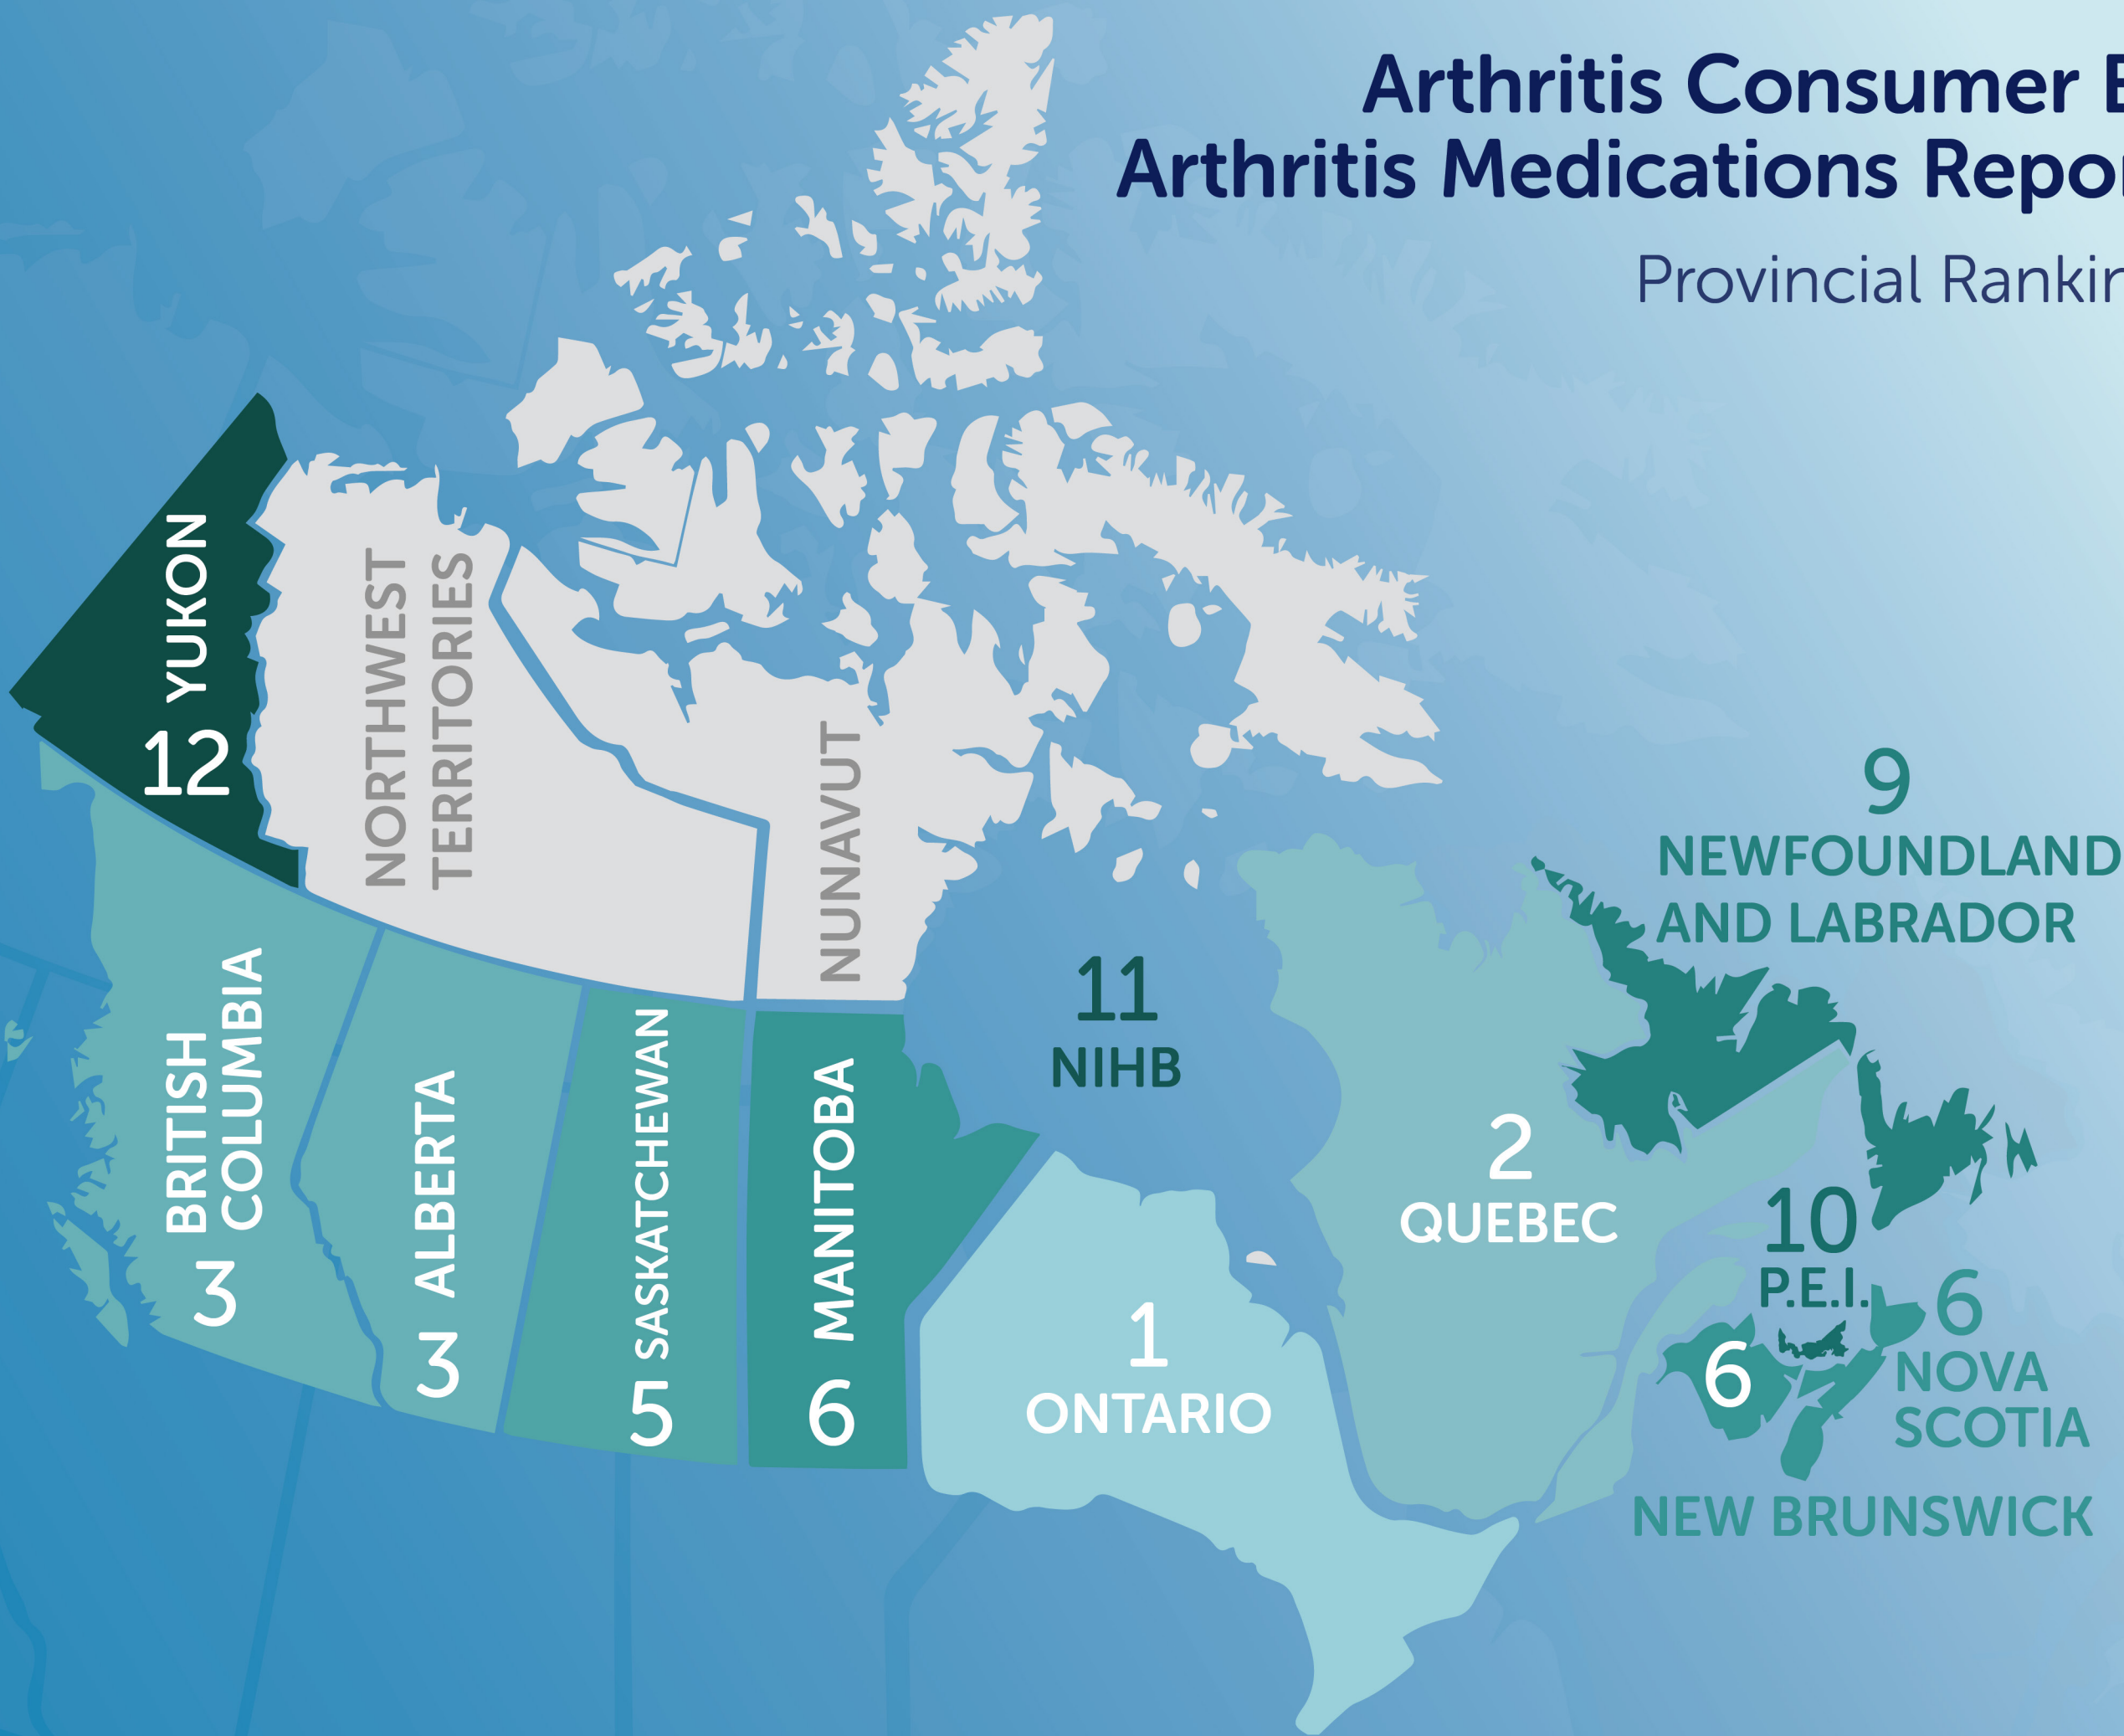 Arthritis Consumer E
Arthritis Medications Repor
Provincial Rankin
YUKON
12
NORTHWEST
TERRITORIES
NUNAVUT
BRITISH
COLUMBIA
3
ALBERTA
3
SASKATCHEWAN
5
MANITOBA
6
11
NIHB
1
ONTARIO
2
QUEBEC
9
NEWFOUNDLAND
AND LABRADOR
10
P.E.I.
6
NOVA
SCOTIA
6
NEW BRUNSWICK